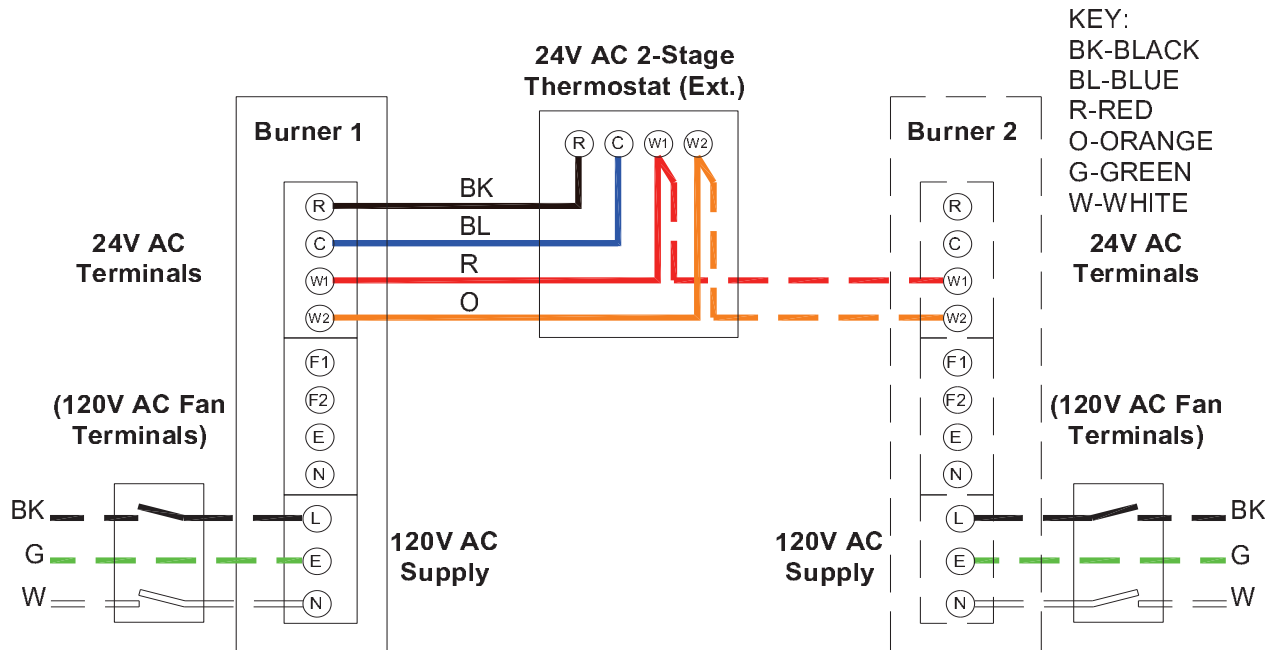 24V AC 2-Stage
Thermostat (Ext.)
KEY:
BK-BLACK
BL-BLUE
R-RED
O-ORANGE
G-GREEN
W-WHITE
Burner 1
R
C
W1
W2
Burner 2
BK
BL
R
O
24V AC
Terminals
R
C
W1
W2
F1
F2
E
N
L
E
N
(120V AC Fan
Terminals)
BK
G
W
120V AC
Supply
R
C
W1
W2
F1
F2
E
N
L
E
N
24V AC
Terminals
(120V AC Fan
Terminals)
120V AC
Supply
BK
G
W